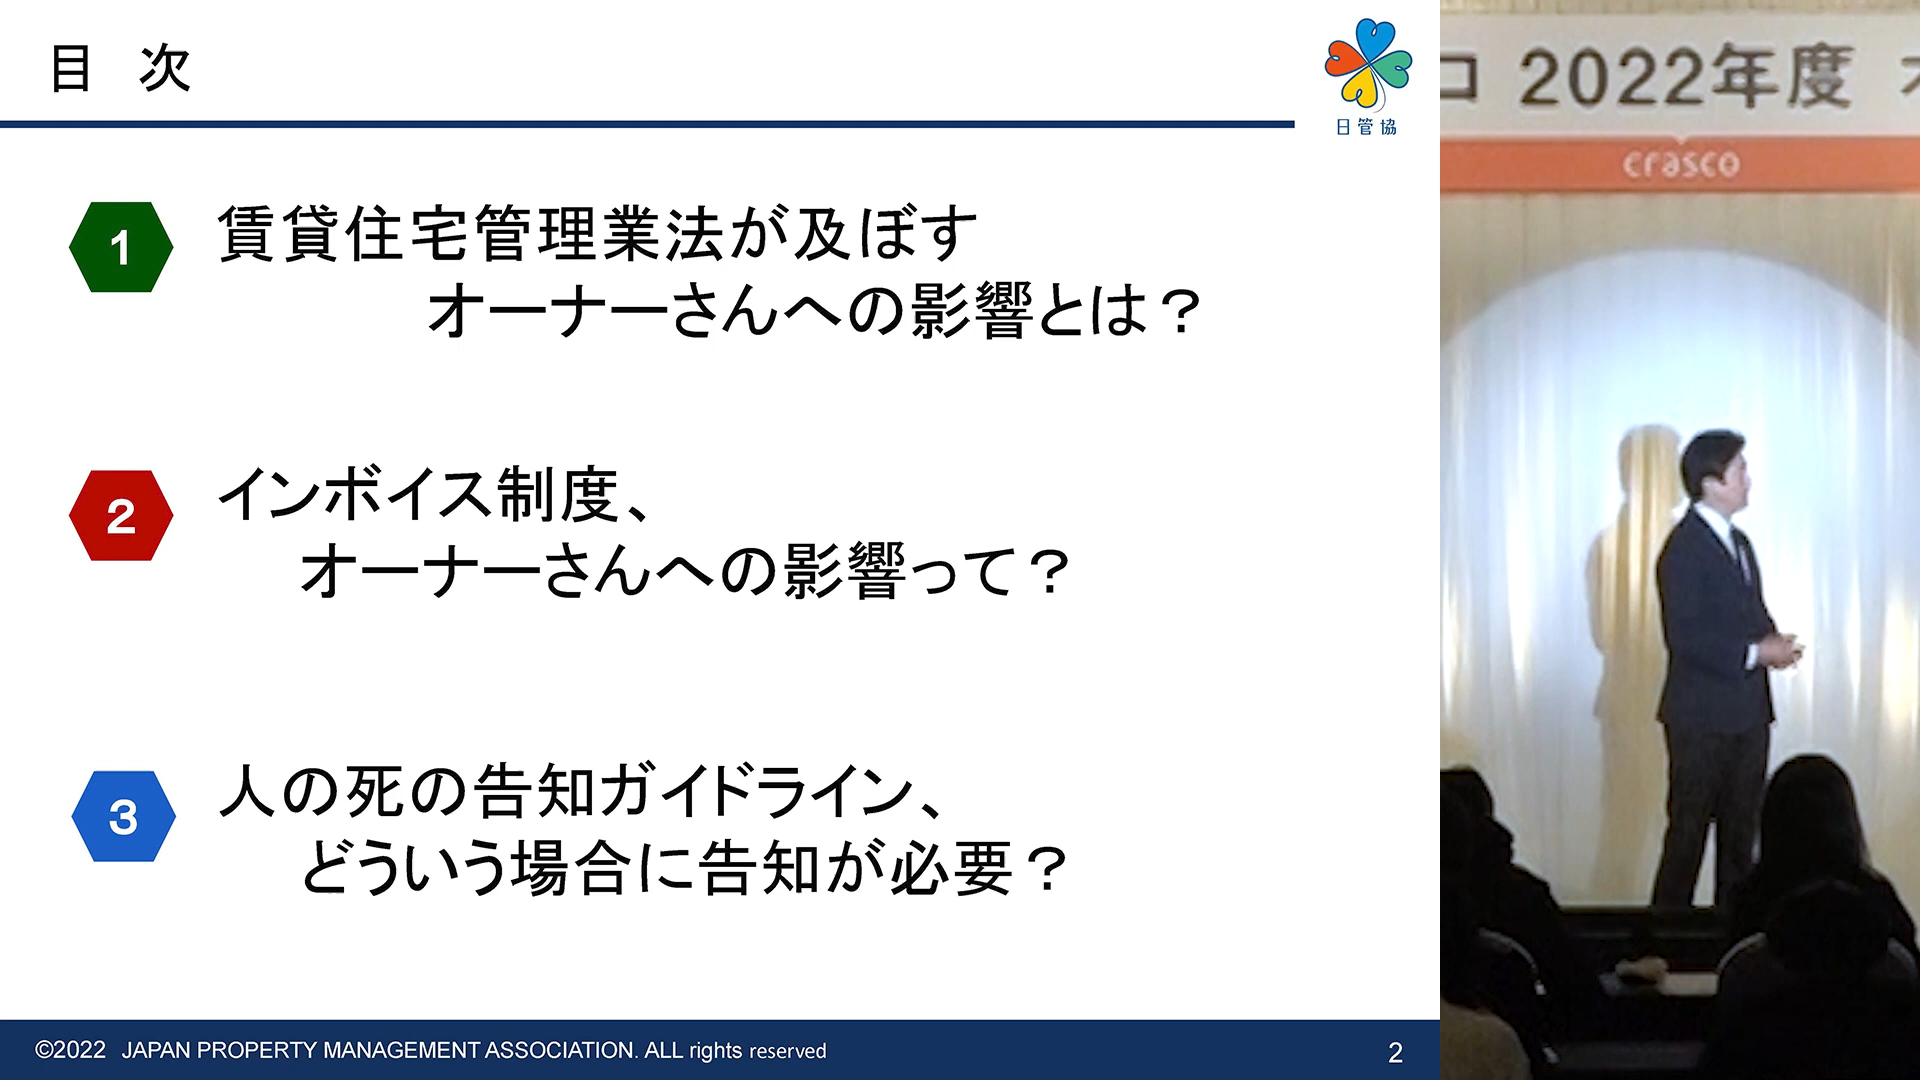 目 次
日管協
1 賃貸住宅管理業法が及ぼす
オーナーさんへの影響とは？
2 インボイス制度、
オーナーさんへの影響って？
3 人の死の告知ガイドライン、
どういう場合に告知が必要？
©2022 JAPAN PROPERTY MANAGEMENT ASSOCIATION. ALL rights reserved
2
コ 2022年度
crasco